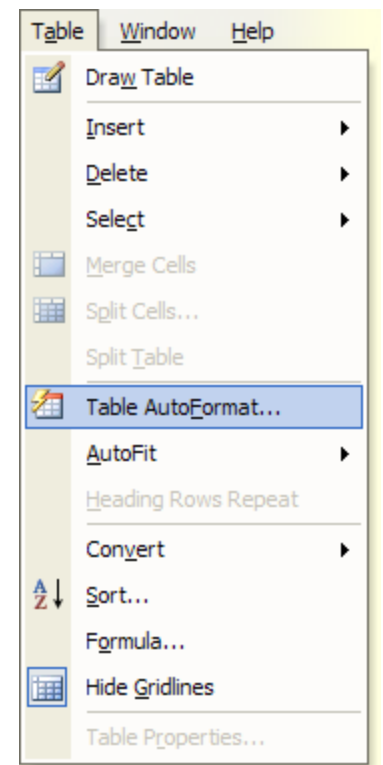 Table Window Help
Draw Table
Insert
Delete
Select
Merge Cells
Split Cells...
Split Table
Table AutoFormat...
AutoFit
Heading Rows Repeat
Convert
A
Z
Sort...
Formula...
Hide Gridlines
Table Properties...